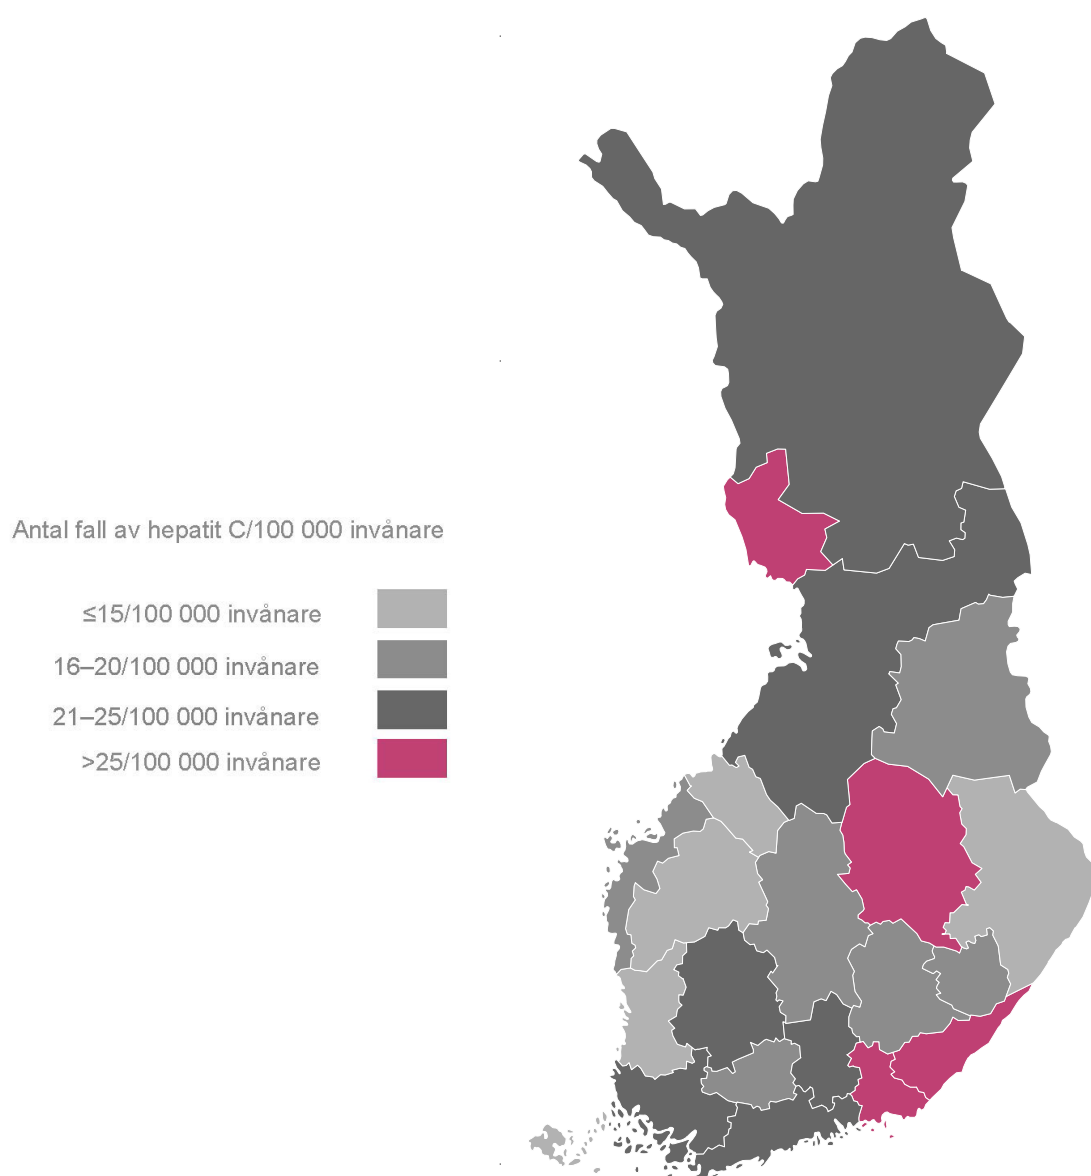 Antal fall av hepatit C/100 000 invånare
≤15/100 000 invånare
16–20/100 000 invånare
21–25/100 000 invånare
>25/100 000 invånare